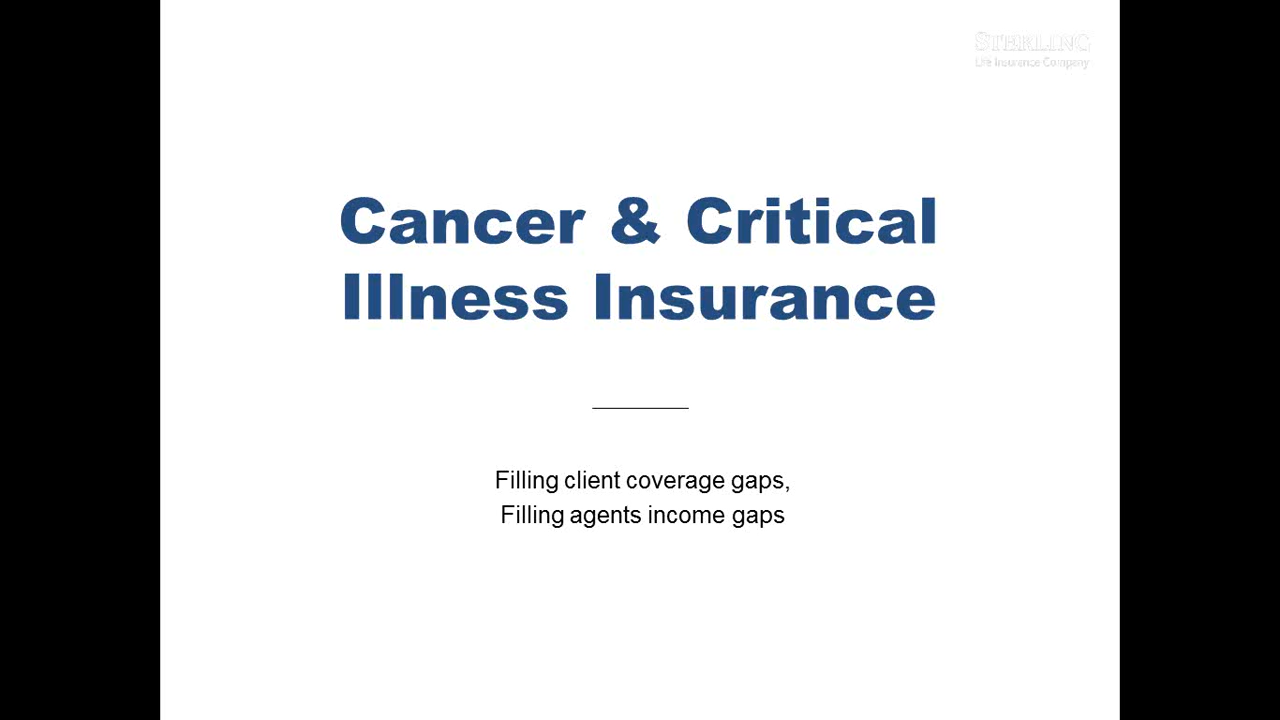 STERLING
Life Insurance Company
Cancer & Critical
Illness Insurance
Filling client coverage gaps,
Filling agents income gaps